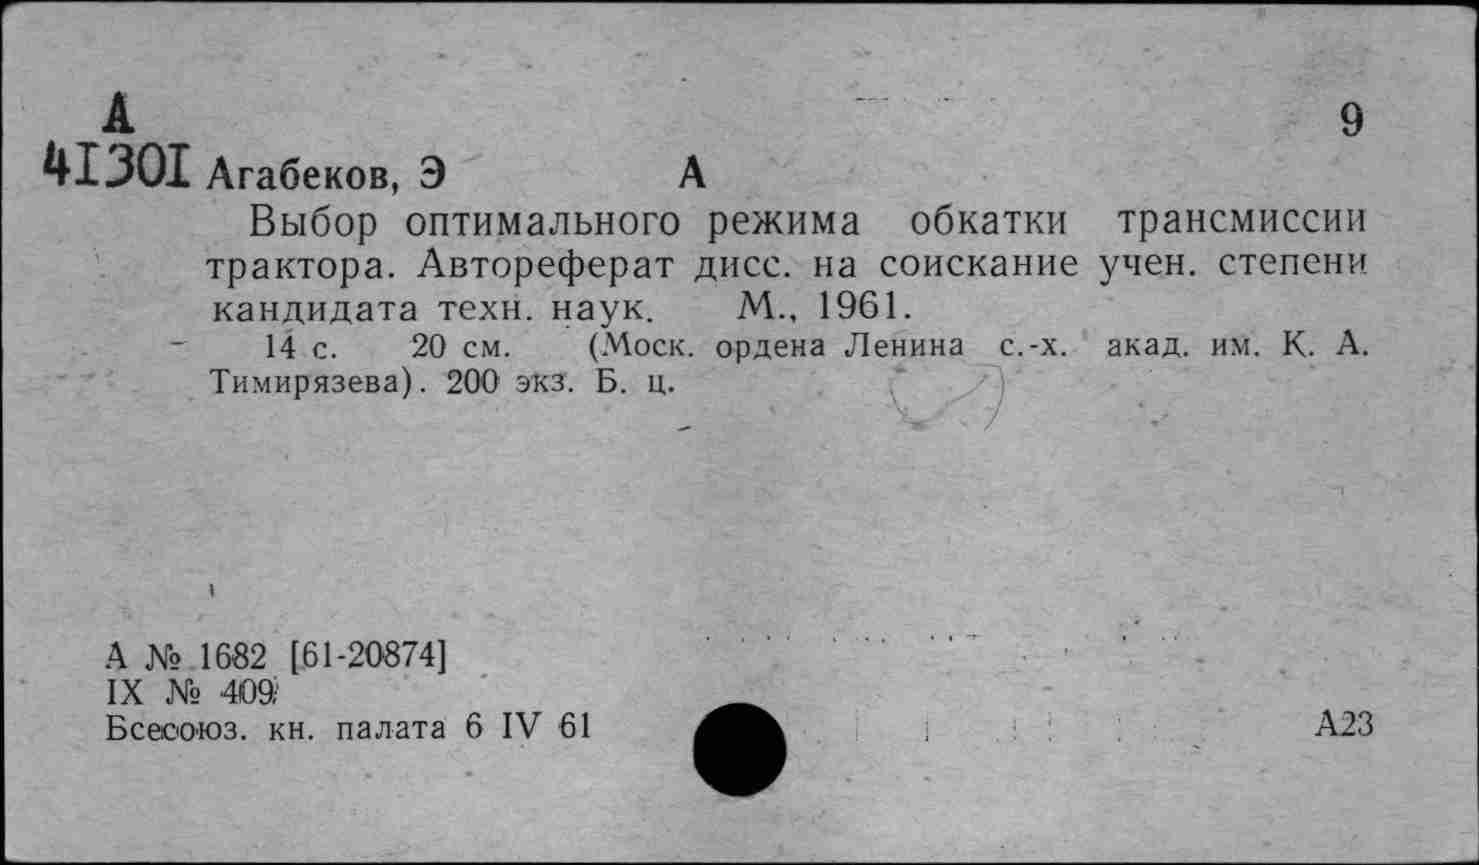 А 9
41301 Агабеков, Э А
Выбор оптимального режима обкатки трансмиссии
трактора. Автореферат дисс. на соискание учен. степени
кандидата техн. наук. М., 1961.
14 с. 20 см. (Моск. ордена Ленина с.-х. акад. им. К. А.
Тимирязева). 200 экз. Б. ц.
А № 1682 [61-20874]
IX № 409
Всесоюз. кн. палата 6 IV 61
А23